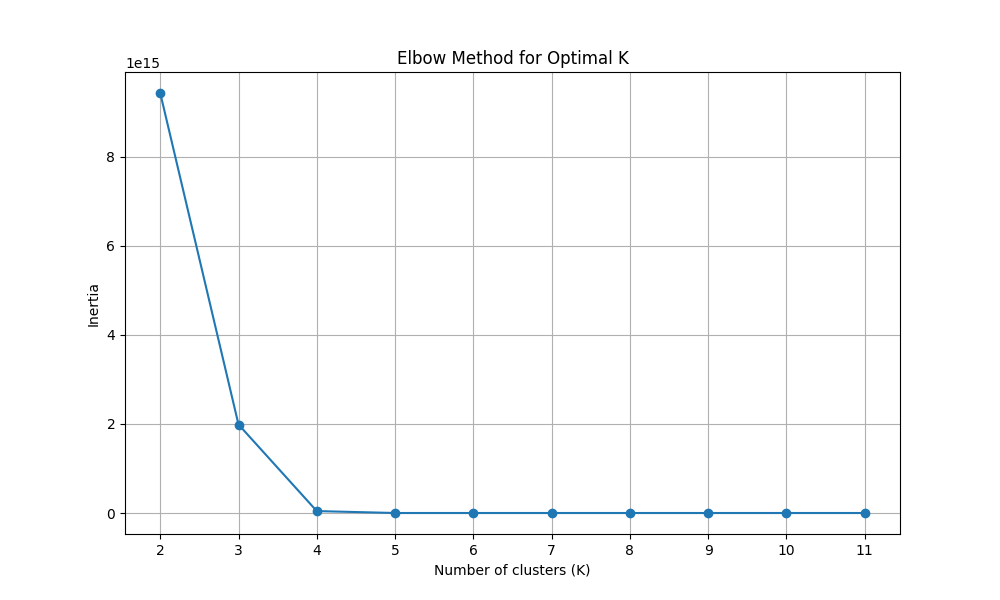 Elbow Method for Optimal K
1e15
8
6
4
2
0
Inertia
2 3 4 5 6 7 8 9 10 11
Number of clusters (K)